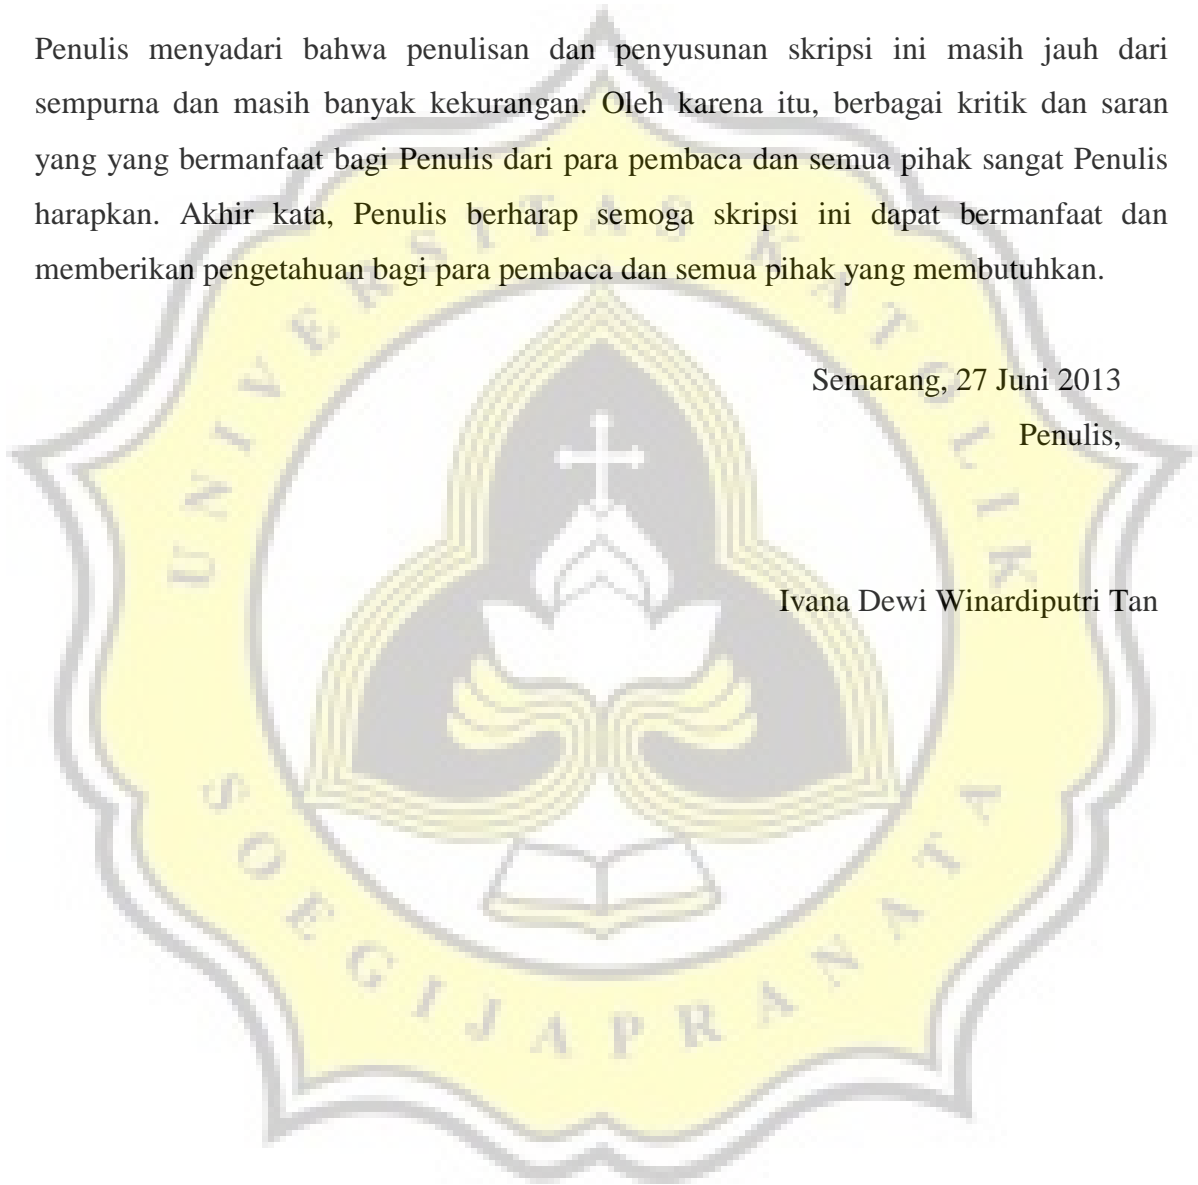 Penulis menyadari bahwa penulisan dan penyusunan skripsi ini masih jauh dari
sempurna dan masih banyak kekurangan. Oleh karena itu, berbagai kritik dan saran
yang yang bermanfaat bagi Penulis dari para pembaca dan semua pihak sangat Penulis
harapkan. Akhir kata, Penulis berharap semoga skripsi ini dapat bermanfaat dan
memberikan pengetahuan bagi para pembaca dan semua pihak yang membutuhkan.
Semarang, 27 Juni 2013
Penulis,
Ivana Dewi Winardiputri Tan
UNIVERSITAS KATOLIK
SOEGIJAPRANATA